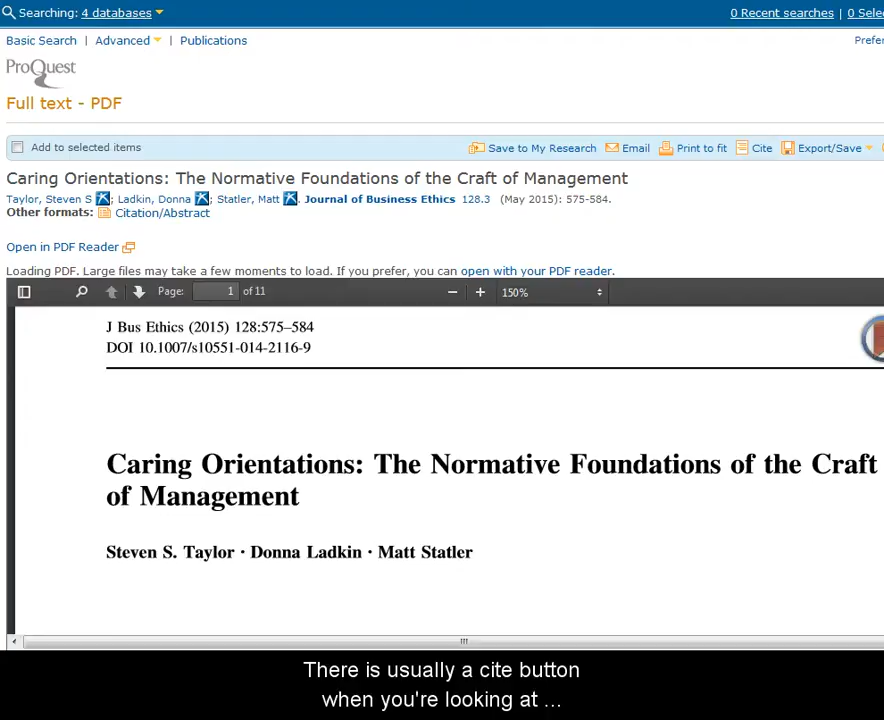 Searching: 4 databases 0 Recent searches | 0
Basic Search | Advanced | Publications
ProQuest
Full text - PDF
Add to selected items Save to My Research Email Print to fit Cite Export/Save
Caring Orientations: The Normative Foundations of the Craft of Management
Taylor, Steven S; Ladkin, Donna; Statler, Matt. Journal of Business Ethics 128.3 (May 2015): 575-584.
Other formats: Citation/Abstract
Open in PDF Reader
Loading PDF. Large files may take a few moments to load. If you prefer, you can open with your PDF reader.
Page: 1 of 11 150%
J Bus Ethics (2015) 128:575–584
DOI 10.1007/s10551-014-2116-9
Caring Orientations: The Normative Foundations of the Craft
of Management
Steven S. Taylor · Donna Ladkin · Matt Statler
There is usually a cite button
when you're looking at ...